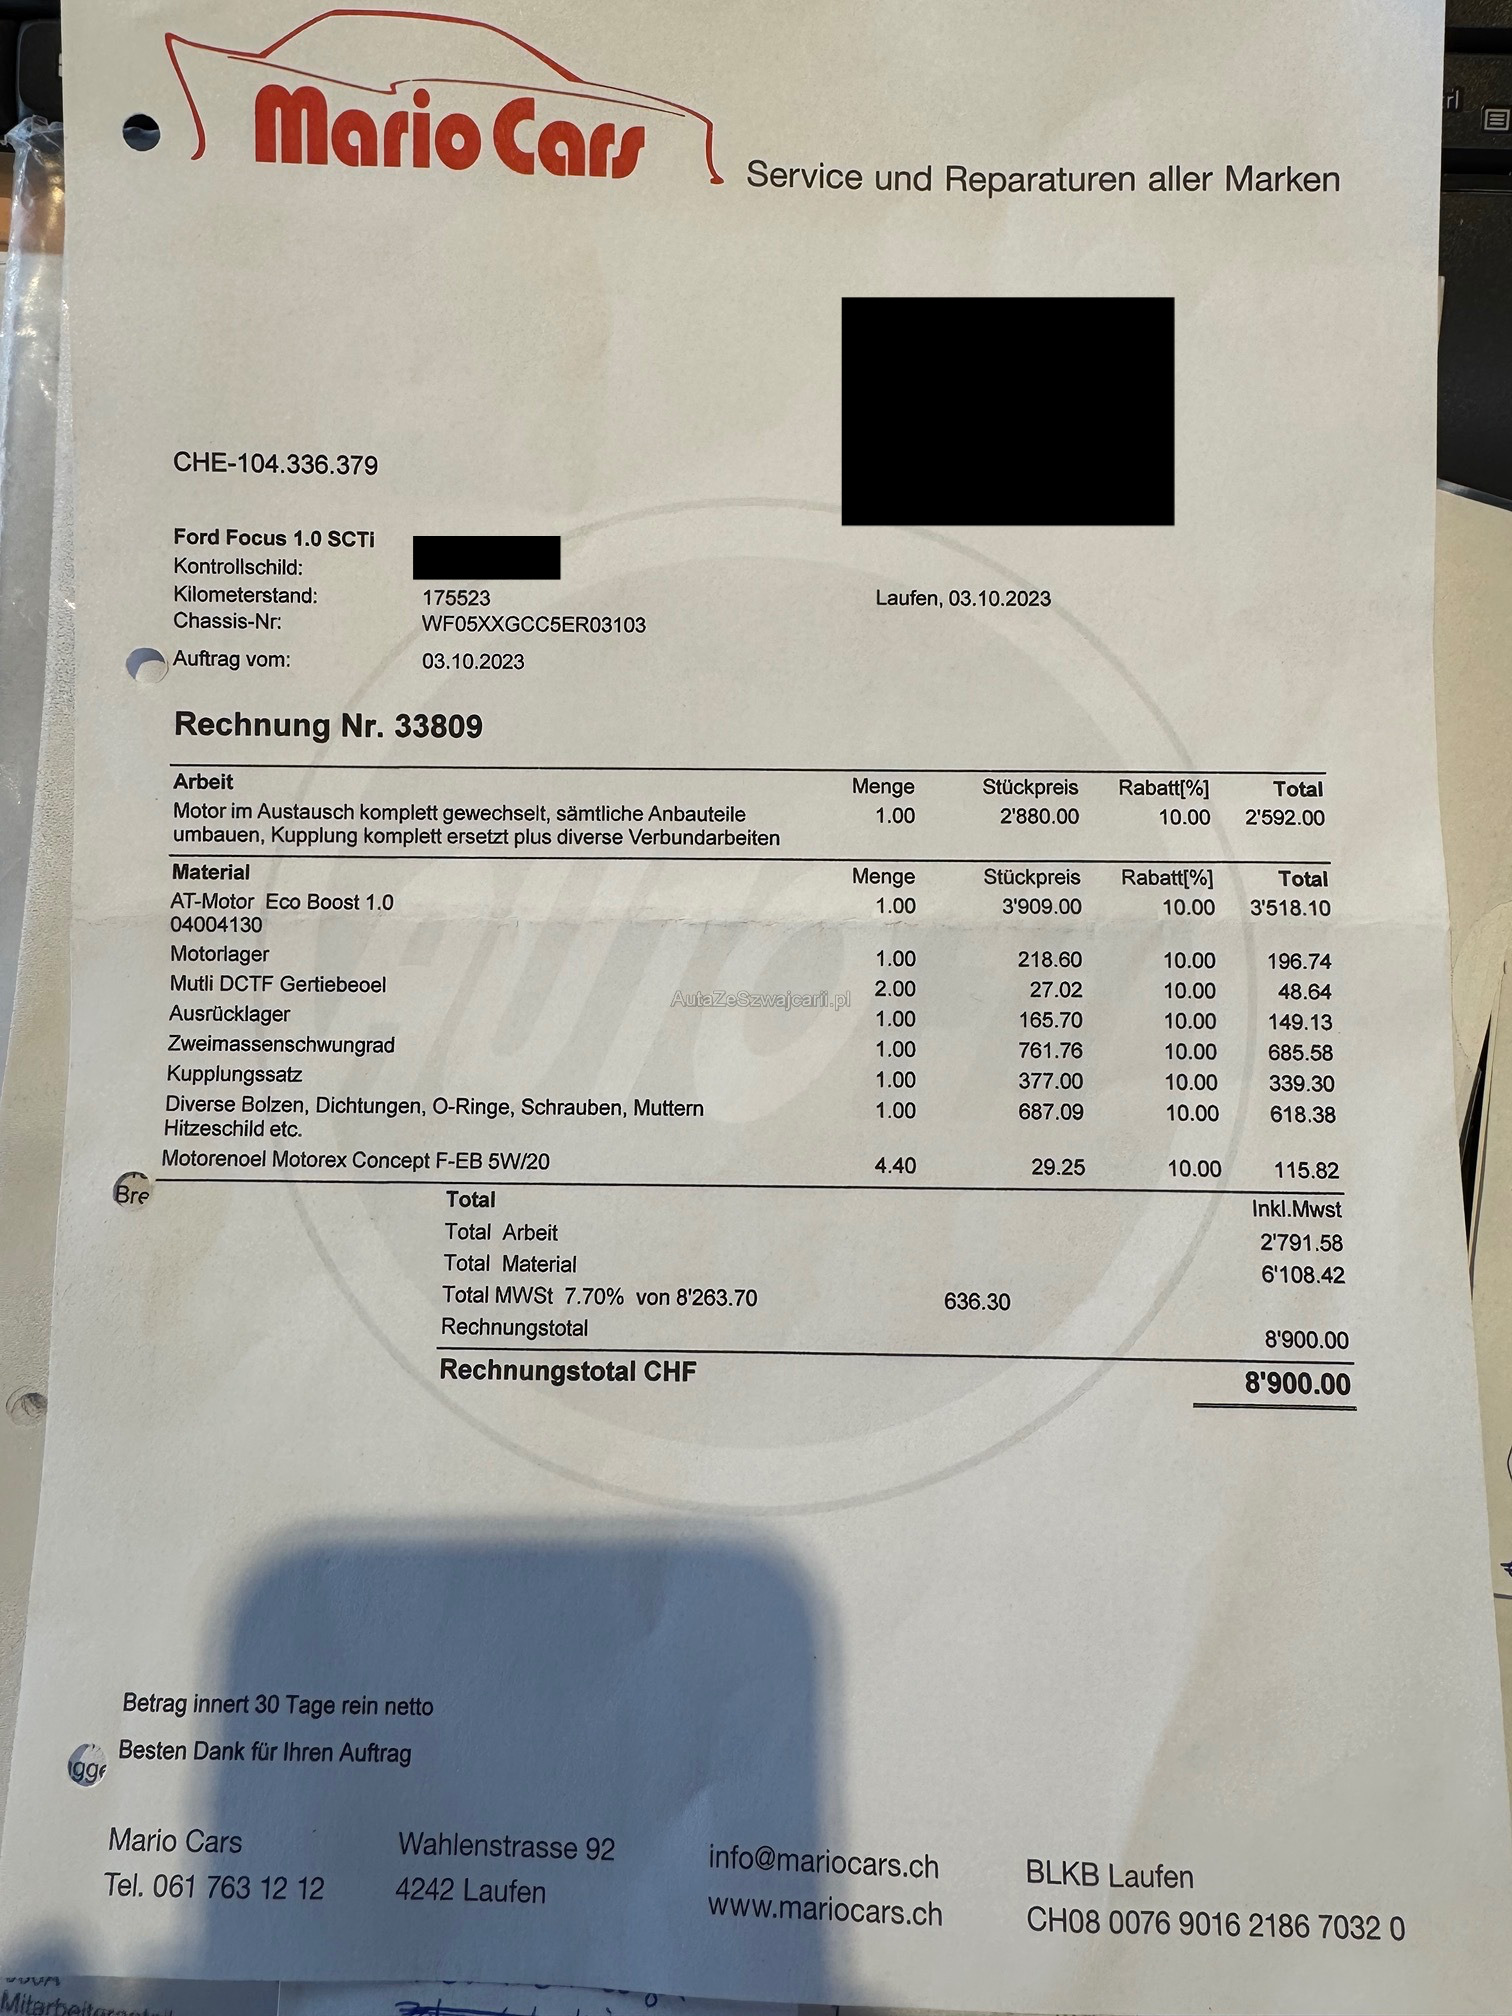 Mario Cars
Service und Reparaturen aller Marken
CHE-104.336.379
Ford Focus 1.0 SCTi
Kontrollschild:
Kilometerstand: 175523 Laufen, 03.10.2023
Chassis-Nr: WF05XXGCC5ER03103
Auftrag vom: 03.10.2023
Rechnung Nr. 33809
Arbeit Menge Stückpreis Rabatt[%] Total
Motor im Austausch komplett gewechselt, sämtliche Anbauteile 1.00 2'880.00 10.00 2'592.00
umbauen, Kupplung komplett ersetzt plus diverse Verbundarbeiten
Material Menge Stückpreis Rabatt[%] Total
AT-Motor Eco Boost 1.0 1.00 3'909.00 10.00 3'518.10
04004130
Motorlager 1.00 218.60 10.00 196.74
Mutli DCTF Gertiebeoel 2.00 27.02 10.00 48.64
AutaZeSzwajcarii.pl
Ausrücklager 1.00 165.70 10.00 149.13
Zweimassenschwungrad 1.00 761.76 10.00 685.58
Kupplungssatz 1.00 377.00 10.00 339.30
Diverse Bolzen, Dichtungen, O-Ringe, Schrauben, Muttern 1.00 687.09 10.00 618.38
Hitzeschild etc.
Motorenoel Motorex Concept F-EB 5W/20 4.40 29.25 10.00 115.82
Bre
Total Inkl.Mwst
Total Arbeit 2'791.58
Total Material 6'108.42
Total MWSt 7.70% von 8'263.70 636.30
Rechnungstotal 8'900.00
Rechnungstotal CHF 8'900.00
Betrag innert 30 Tage rein netto
Besten Dank für Ihren Auftrag
Mario Cars Wahlenstrasse 92 info@mariocars.ch BLKB Laufen
Tel. 061 763 12 12 4242 Laufen www.mariocars.ch CH08 0076 9016 2186 7032 0